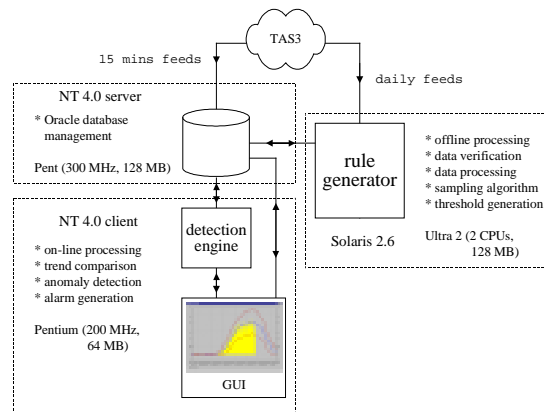 TAS3
15 mins feeds
daily feeds
NT 4.0 server
* Oracle database
management
Pent (300 MHz, 128 MB)
rule
generator
* offline processing
* data verification
* data processing
* sampling algorithm
* threshold generation
Solaris 2.6
Ultra 2 (2 CPUs,
128 MB)
NT 4.0 client
* on-line processing
* trend comparison
* anomaly detection
* alarm generation
Pentium (200 MHz,
64 MB)
detection
engine
GUI